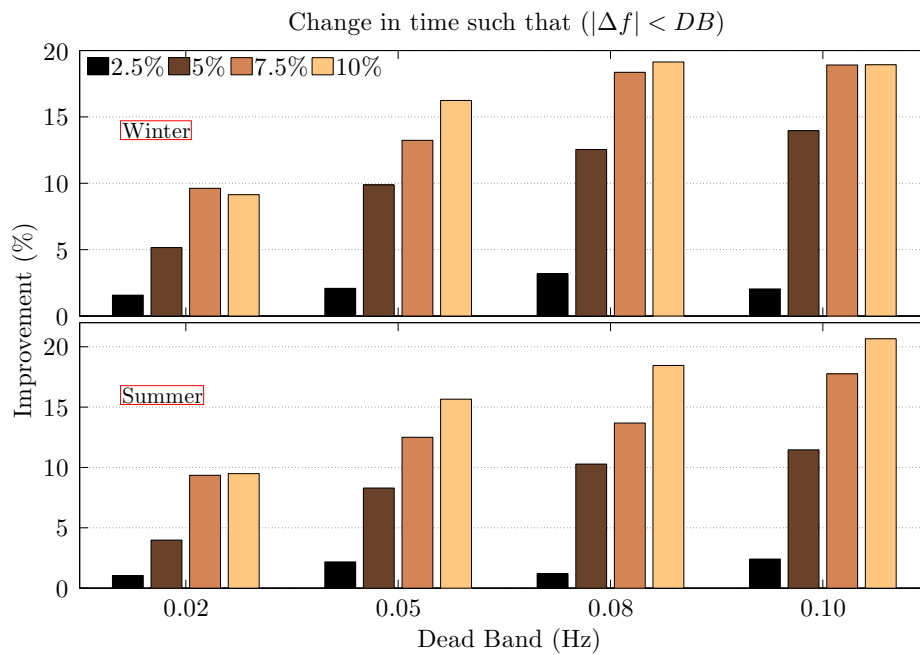 Change in time such that (|Δf| < DB)
20
2.5% 5% 7.5% 10%
15
Winter
10
5
0
Improvement (%)
20
Summer
15
10
5
0
0.02 0.05 0.08 0.10
Dead Band (Hz)